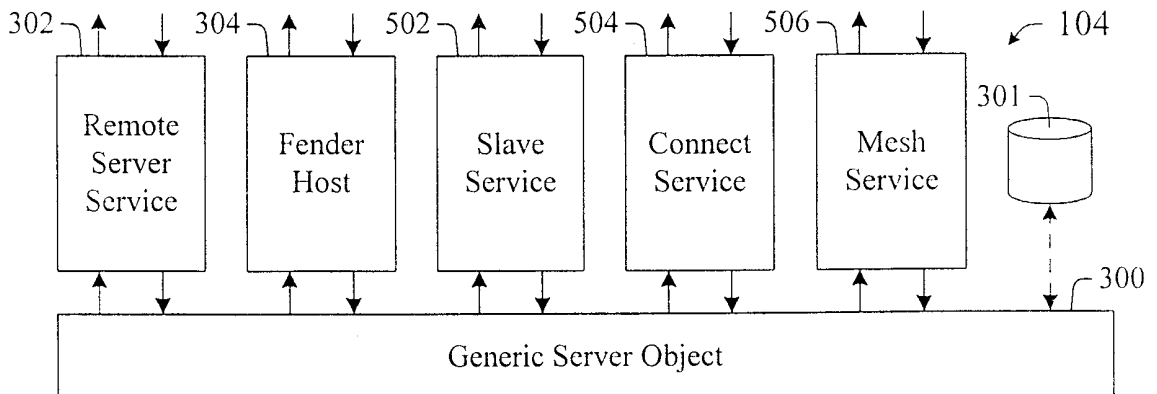 302
304
502
504
506
104
Remote
Server
Service
Fender
Host
Slave
Service
Connect
Service
Mesh
Service
301
300
Generic Server Object